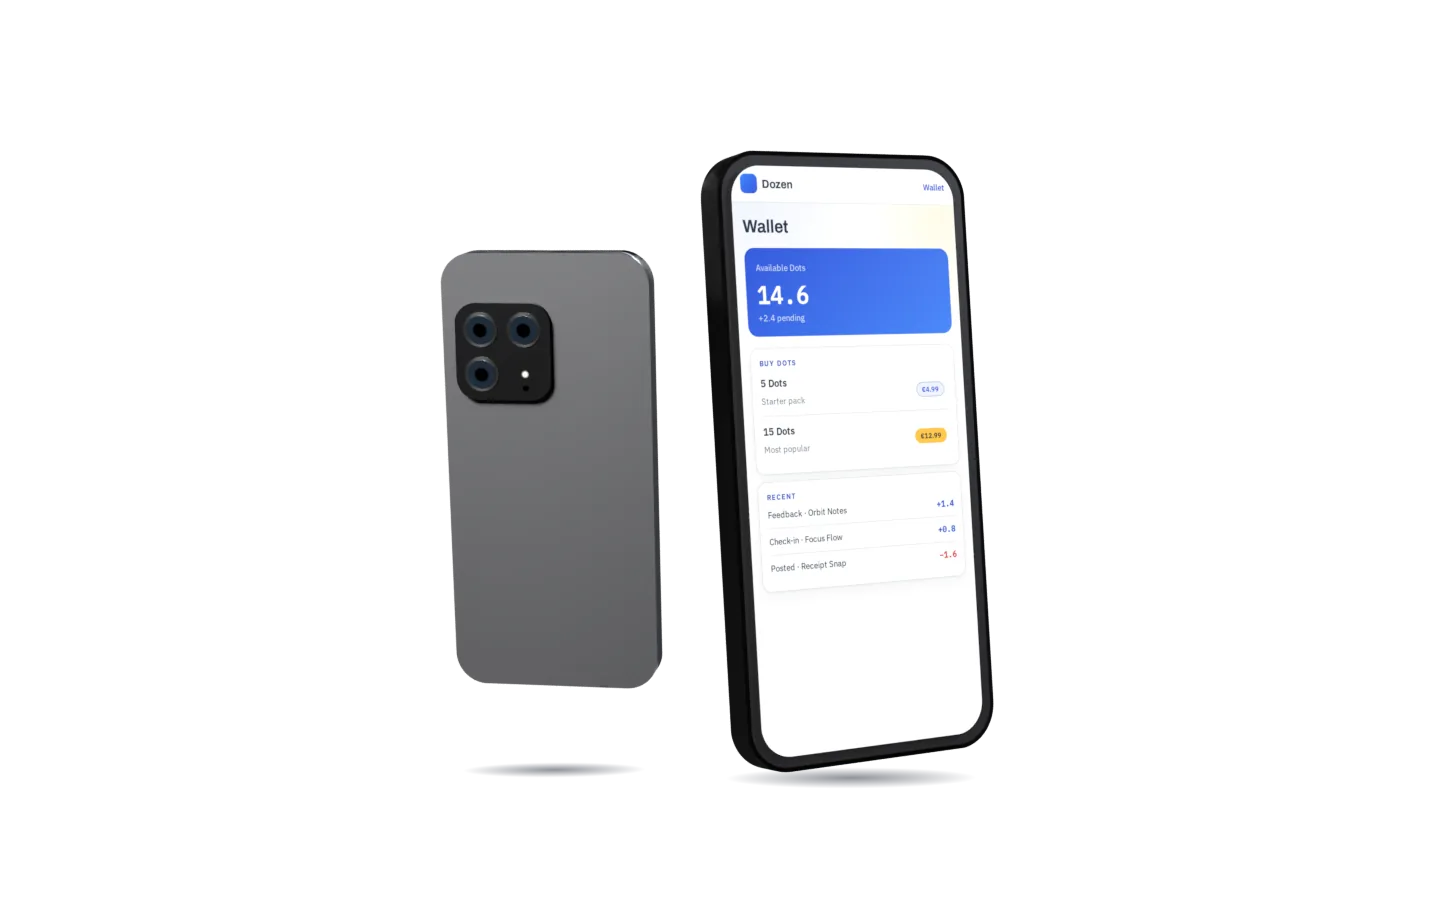 Dozen
Wallet
Wallet
Available Dots
14.6
+2.4 pending
BUY DOTS
5 Dots
Starter pack
€4.99
15 Dots
Most popular
€12.99
RECENT
Feedback · Orbit Notes
+1.4
Check-in · Focus Flow
+0.8
Posted · Receipt Snap
−1.6